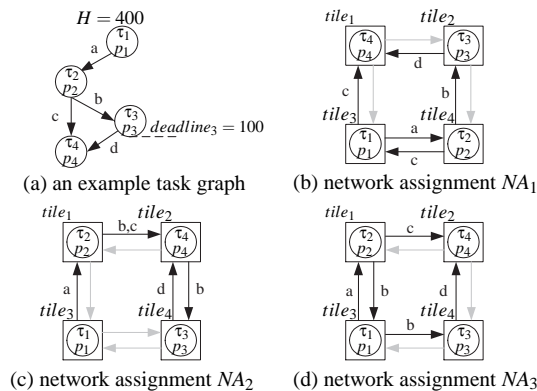 H = 400
τ1
p1
a
τ2
p2
b
c
τ3
p3
deadline3 = 100
d
τ4
p4
(a) an example task graph
tile1
tile2
τ4
p4
τ3
p3
d
c
b
tile3
tile4
τ1
p1
a
τ2
p2
c
(b) network assignment NA1
tile1
tile2
τ2
p2
b,c
τ4
p4
a
d
b
tile3
tile4
τ1
p1
τ3
p3
(c) network assignment NA2
tile1
tile2
τ2
p2
c
τ4
p4
a
b
d
tile3
tile4
τ1
p1
b
τ3
p3
(d) network assignment NA3